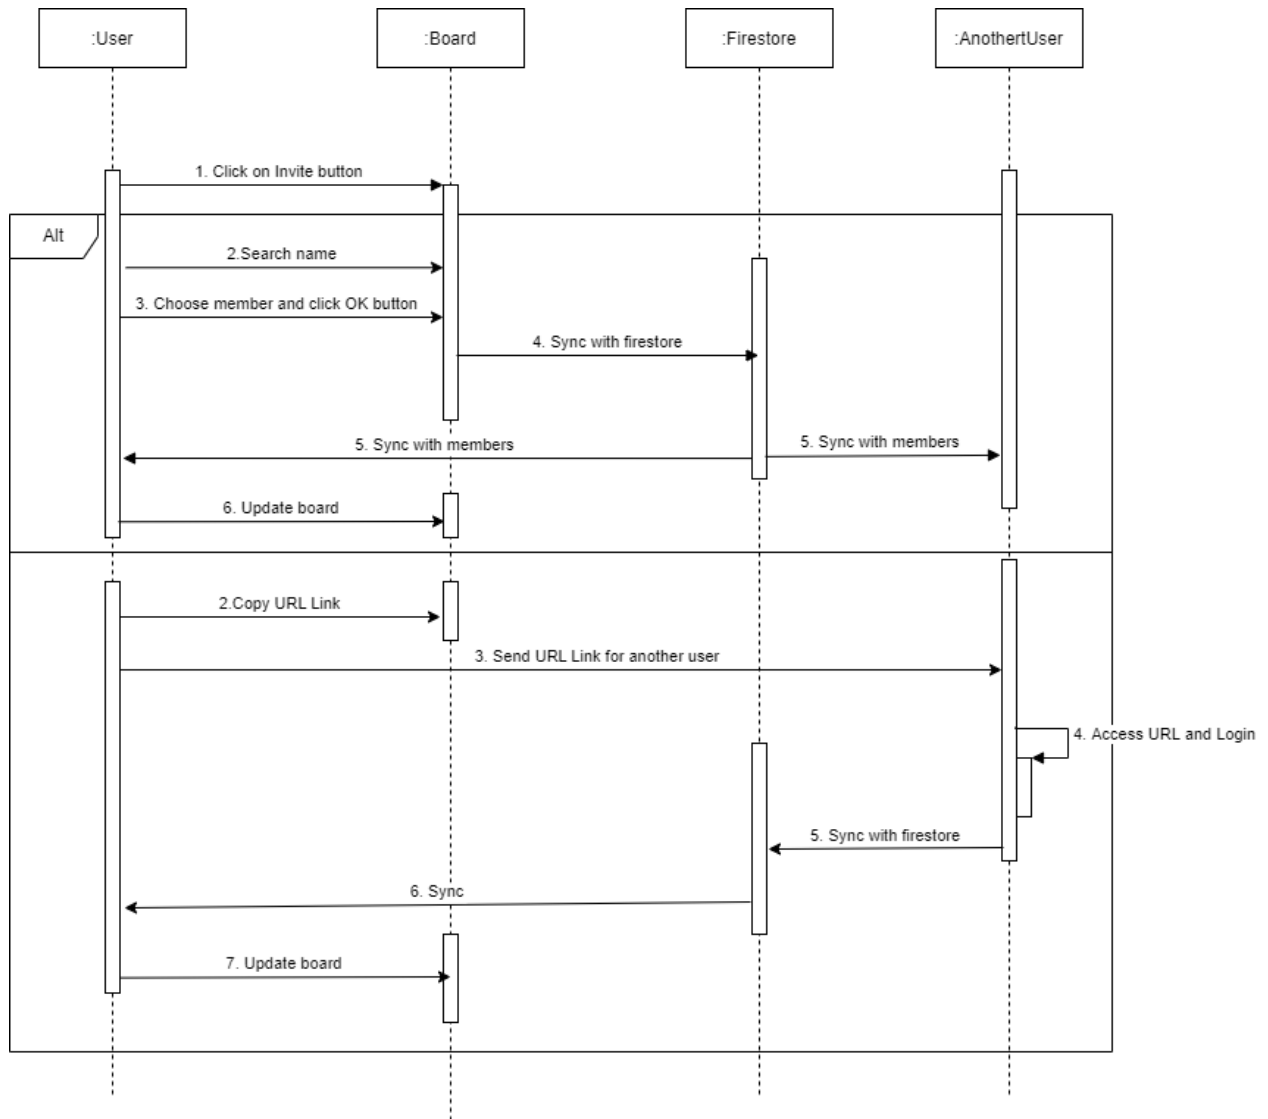 :User
:Board
:Firestore
:AnothertUser
1. Click on Invite button
Alt
2.Search name
3. Choose member and click OK button
4. Sync with firestore
5. Sync with members
5. Sync with members
6. Update board
2.Copy URL Link
3. Send URL Link for another user
4. Access URL and Login
5. Sync with firestore
6. Sync
7. Update board